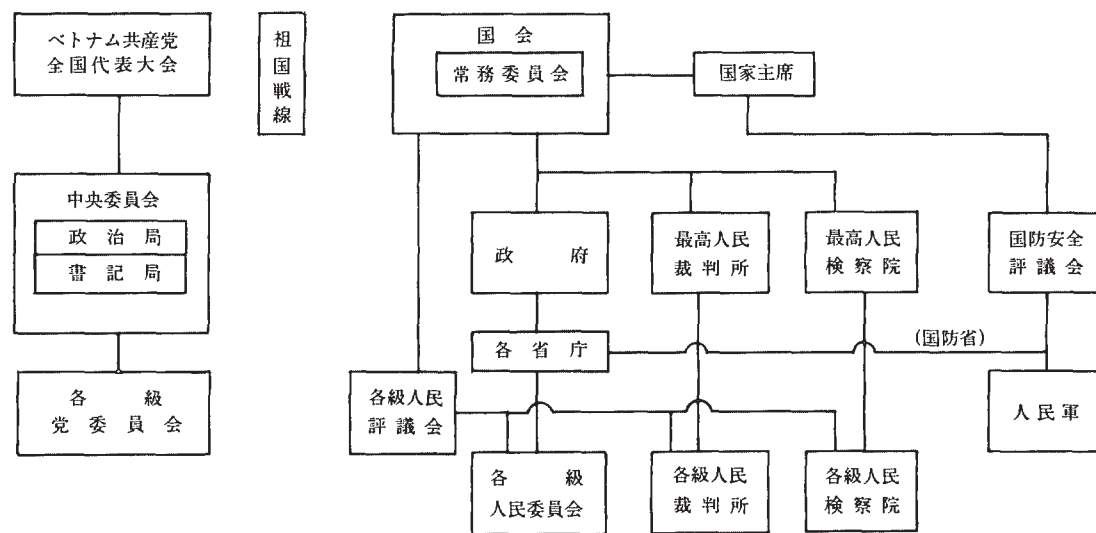 ベトナム共産党
全国代表大会
祖国戦線
国会
常務委員会
国家主席
中央委員会
政治局
書記局
政府
最高人民
裁判所
最高人民
検察院
国防安全
評議会
各省庁
(国防省)
各級
党委員会
各級人民
評議会
人民軍
各級
人民委員会
各級人民
裁判所
各級人民
検察院